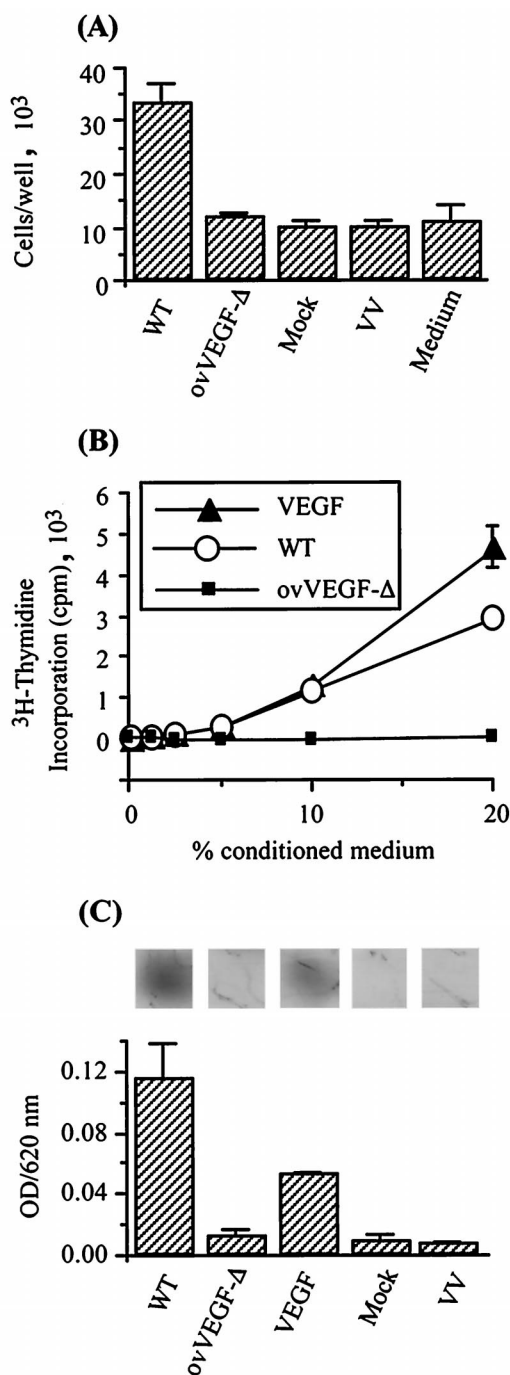 (A)
Cells/well, 10³
40
30
20
10
0
WT
ovVEGF-Δ
Mock
VV
Medium
(B)
³H-Thymidine
Incorporation (cpm), 10³
6
5
4
3
2
1
0
VEGF
WT
ovVEGF-Δ
0
10
20
% conditioned medium
(C)
OD/620 nm
0.12
0.08
0.04
0.00
WT
ovVEGF-Δ
VEGF
Mock
VV